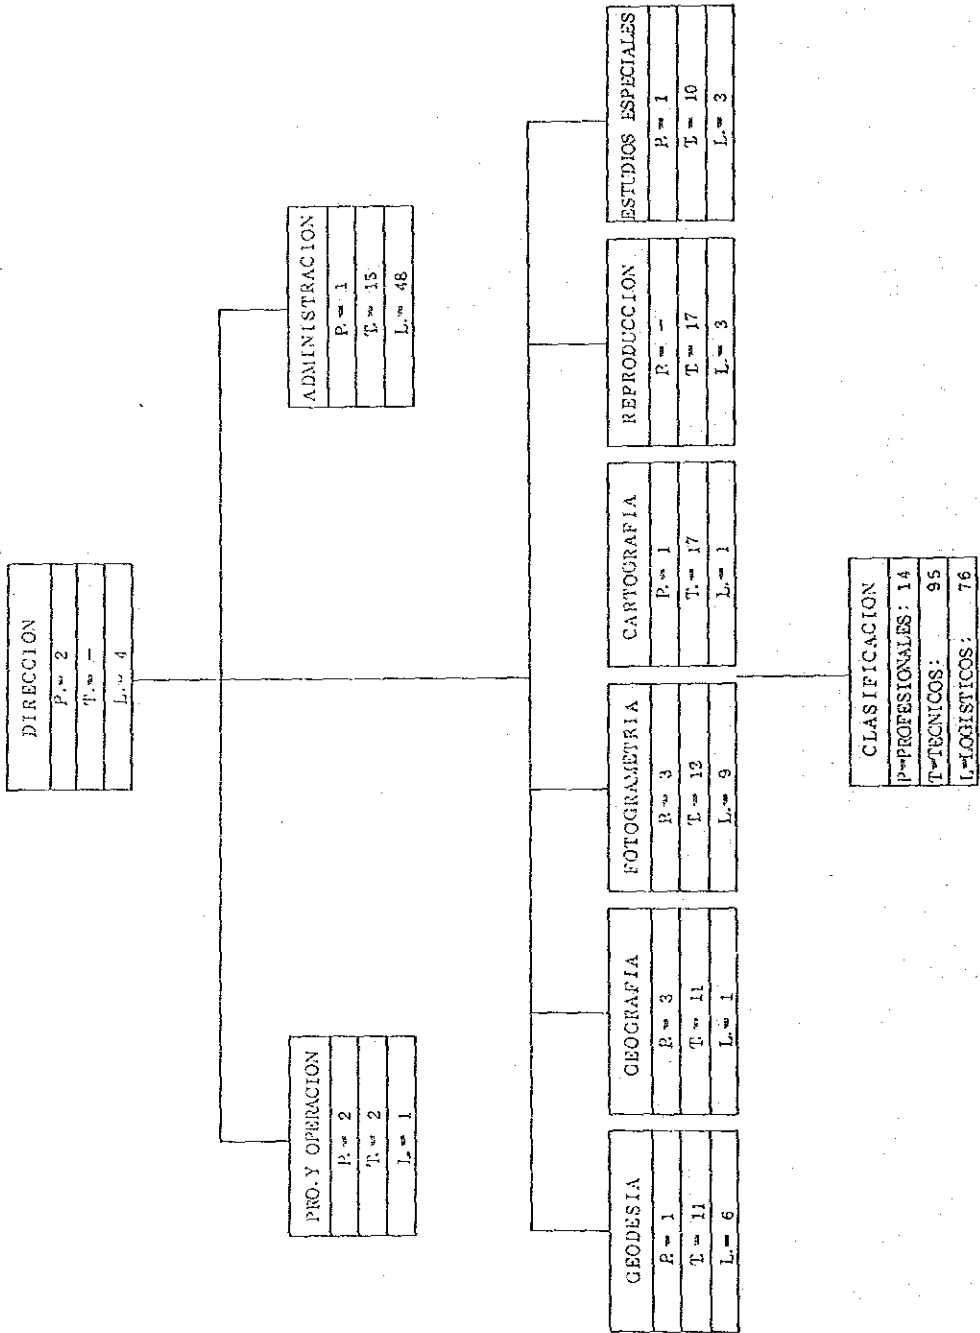 DIRECCION
P.= 2
T.= -
L.= 4
PRO. Y OPERACION
P.= 2
T.= 2
L.= 1
ADMINISTRACION
P.= 1
T.= 15
L.= 48
GEODESIA
P.= 1
T.= 11
L.= 6
GEOGRAFIA
P.= 3
T.= 11
L.= 1
FOTOGRAMETRIA
P.= 3
T.= 12
L.= 9
CARTOGRAFIA
P.= 1
T.= 17
L.= 1
REPRODUCCION
P.= -
T.= 17
L.= 3
ESTUDIOS ESPECIALES
P.= 1
T.= 10
L.= 3
CLASIFICACION
P=PROFESIONALES: 14
T=TECNICOS: 95
L=LOGISTICOS: 76